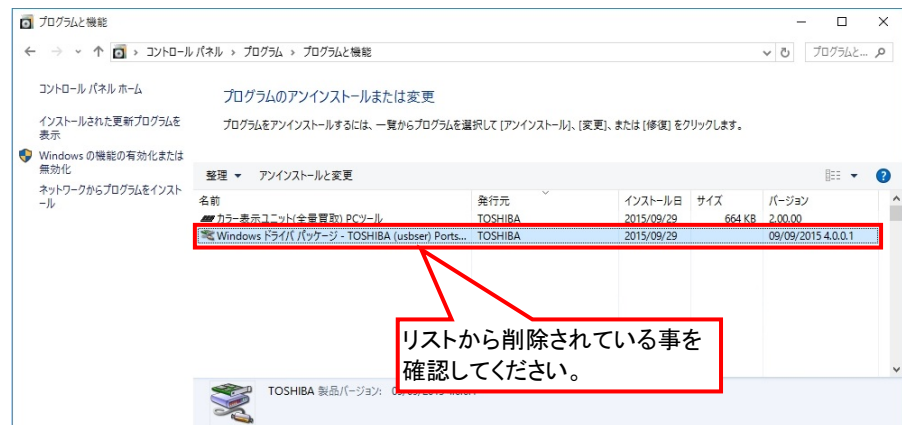 プログラムと機能
コントロール パネル › プログラム › プログラムと機能
プログラムと...
コントロール パネル ホーム
インストールされた更新プログラムを
表示
Windows の機能の有効化または
無効化
ネットワークからプログラムをインスト
ール
プログラムのアンインストールまたは変更
プログラムをアンインストールするには、一覧からプログラムを選択して [アンインストール]、[変更]、または [修復] をクリックします。
整理 アンインストールと変更
名前 発行元 インストール日 サイズ バージョン
カラー表示ユニット(全量買取) PCツール TOSHIBA 2015/09/29 664 KB 2.00.00
Windows ドライバ パッケージ - TOSHIBA (usbser) Ports... TOSHIBA 2015/09/29 09/09/2015 4.0.0.1
リストから削除されている事を
確認してください。
TOSHIBA 製品バージョン: